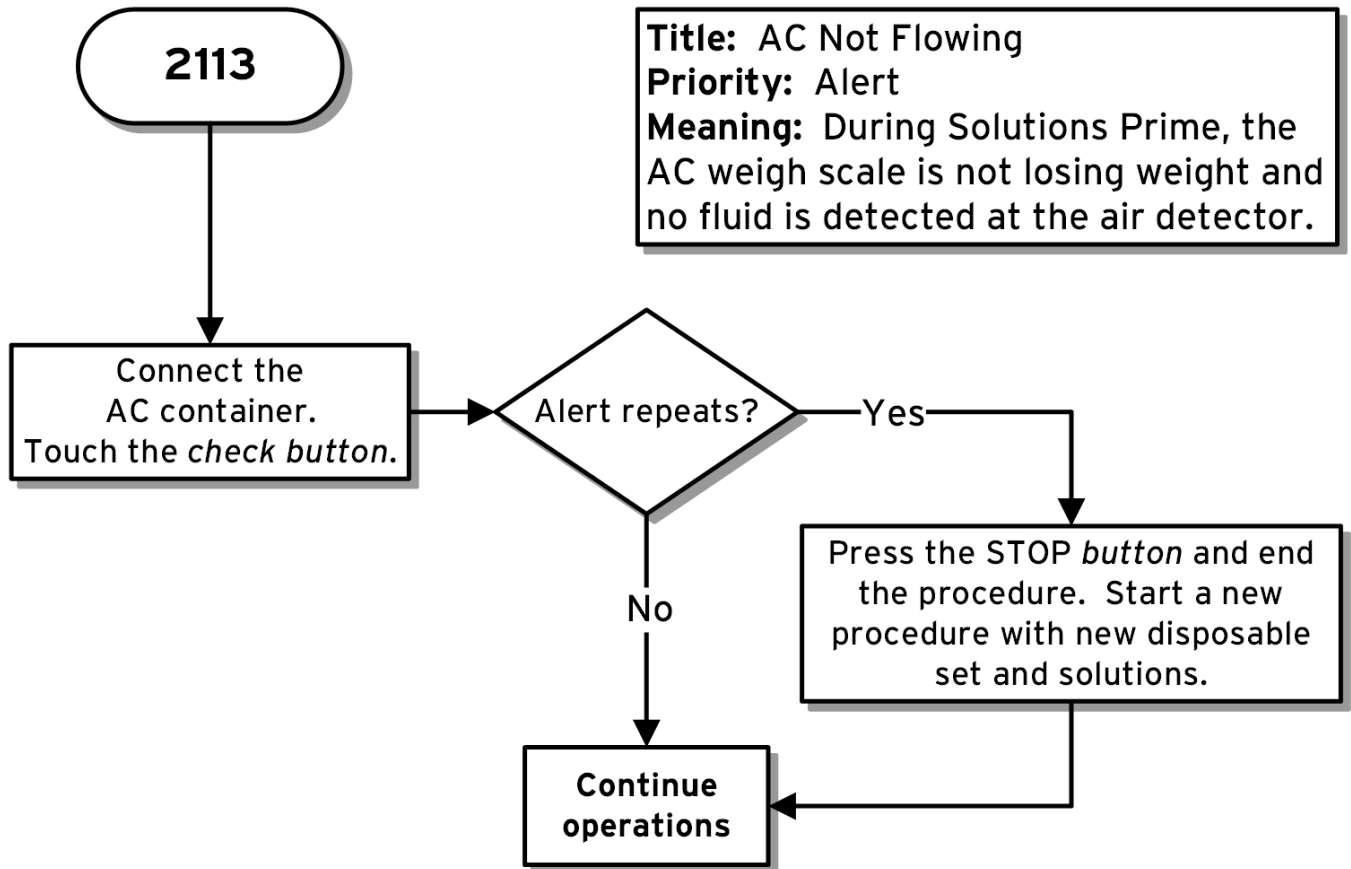 2113
Title: AC Not Flowing
Priority: Alert
Meaning: During Solutions Prime, the
AC weigh scale is not losing weight and
no fluid is detected at the air detector.
Connect the
AC container.
Touch the check button.
Alert repeats?
Yes
No
Press the STOP button and end
the procedure. Start a new
procedure with new disposable
set and solutions.
Continue
operations